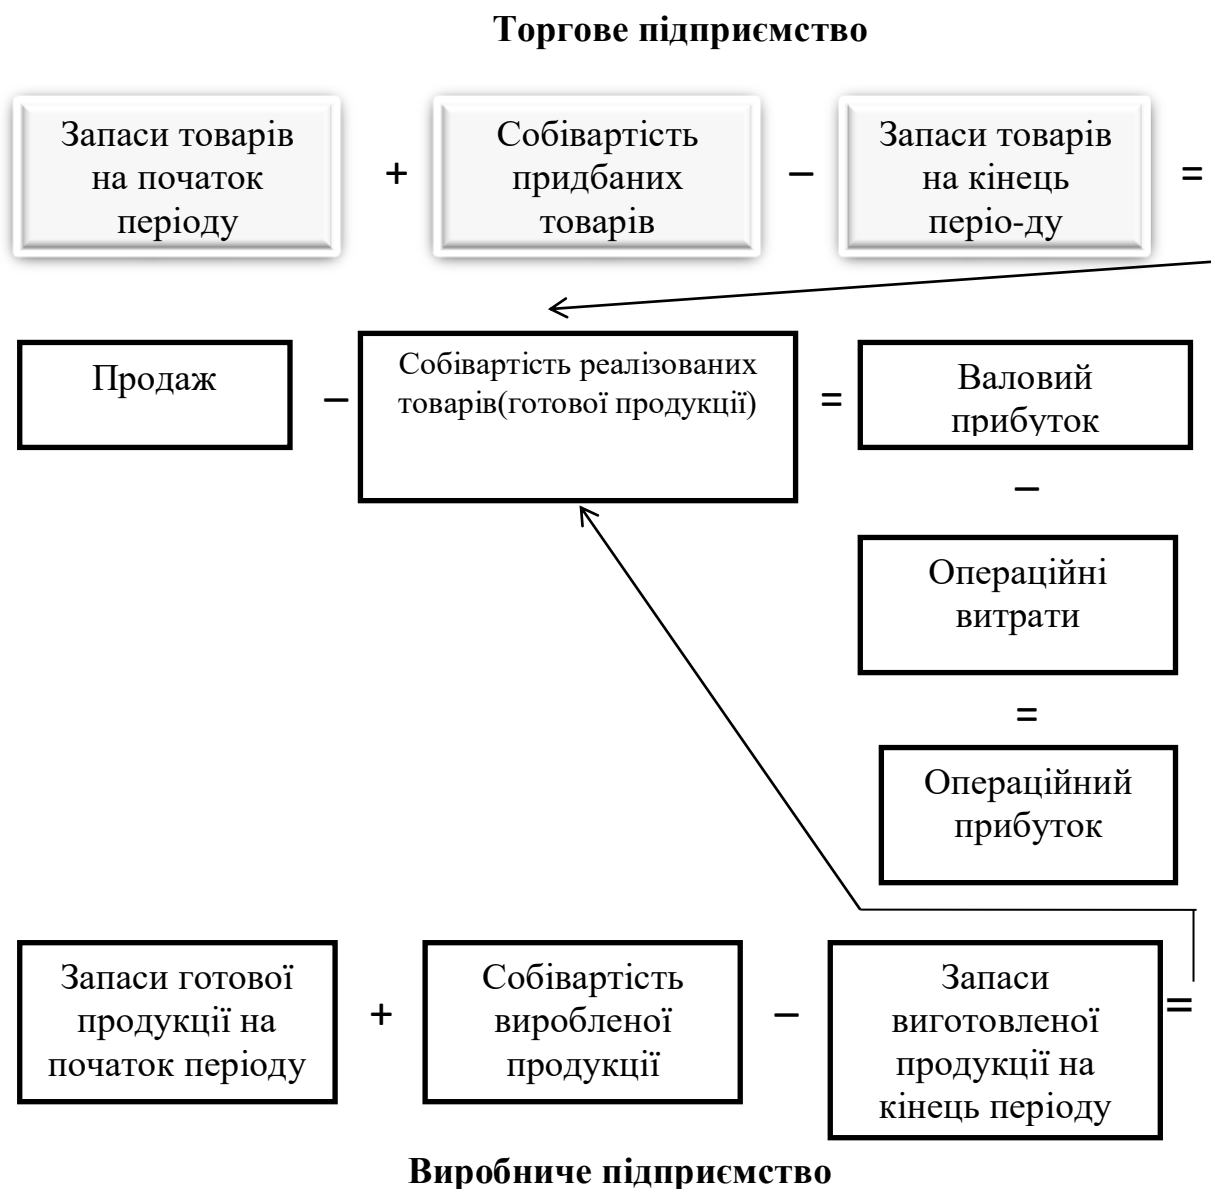 Торгове підприємство
Запаси товарів
на початок
періоду
+
Собівартість
придбаних
товарів
–
Запаси товарів
на кінець
періо-ду
=
Продаж
–
Собівартість реалізованих
товарів(готової продукції)
=
Валовий
прибуток
–
Операційні
витрати
=
Операційний
прибуток
Запаси готової
продукції на
початок періоду
+
Собівартість
виробленої
продукції
–
Запаси
виготовленої
продукції на
кінець періоду
=
Виробниче підприємство